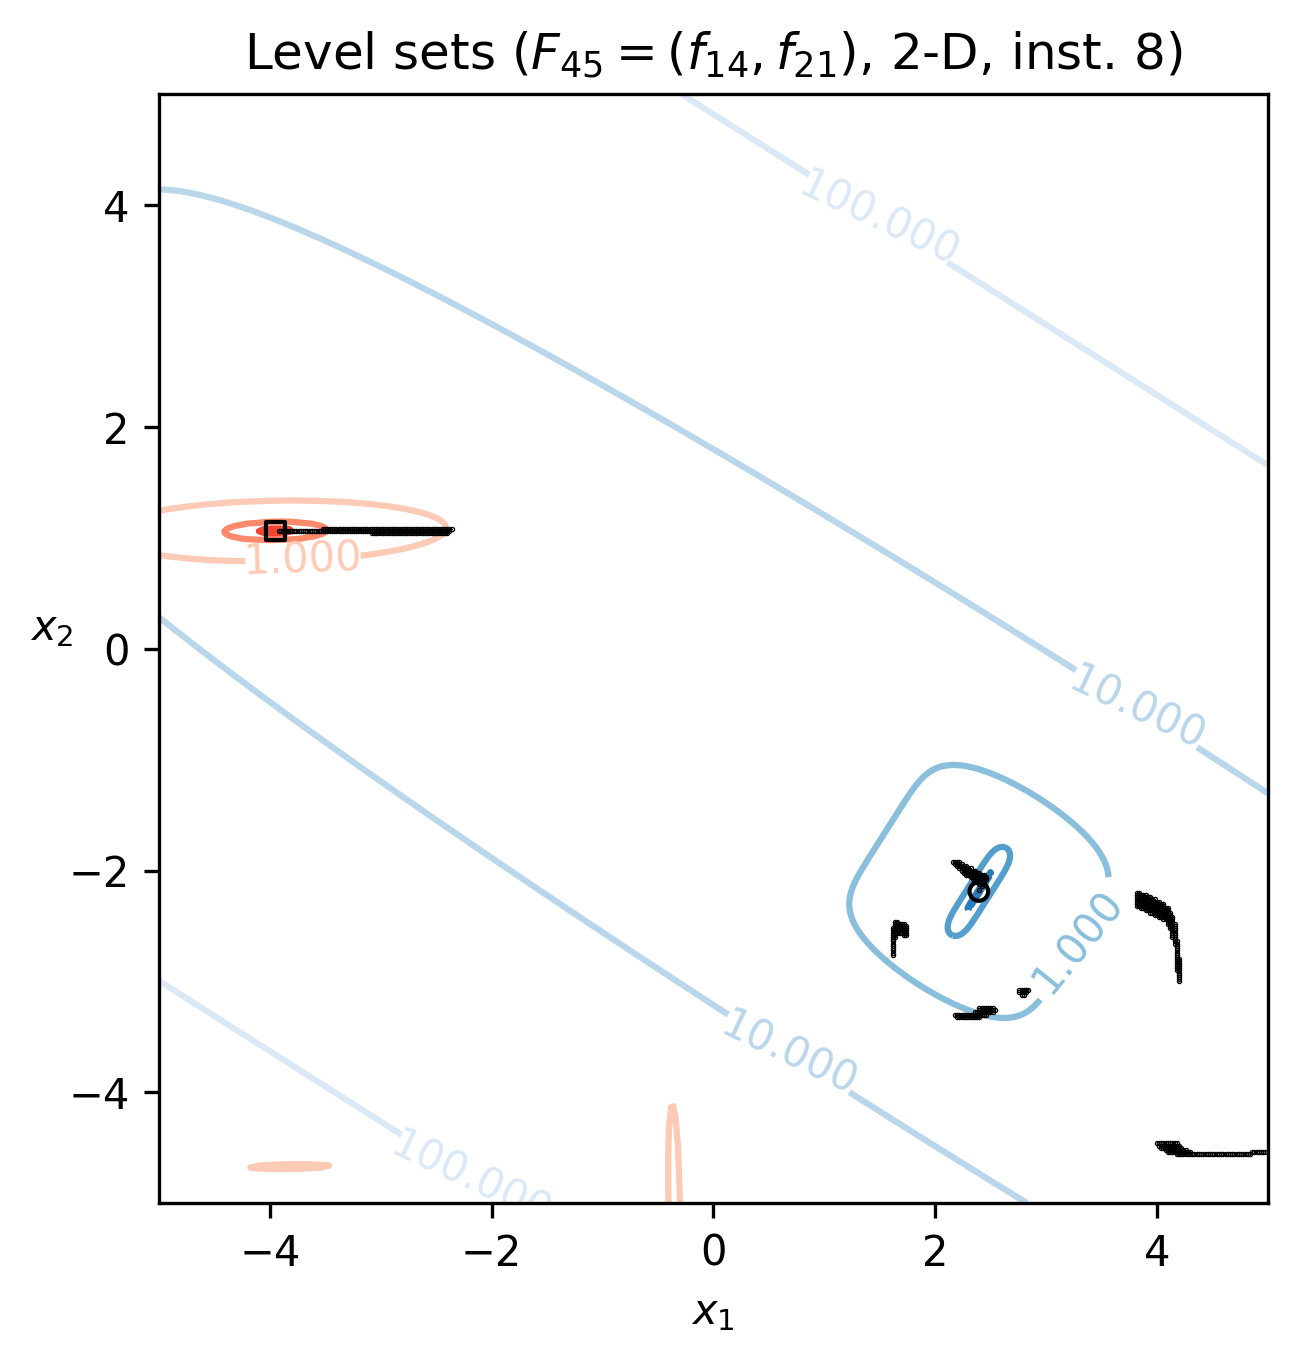 Level sets (F₄₅ = (f₁₄, f₂₁), 2-D, inst. 8)
4
2
0
−2
−4
x₂
100.000
10.000
1.000
1.000
10.000
100.000
−4 −2 0 2 4
x₁